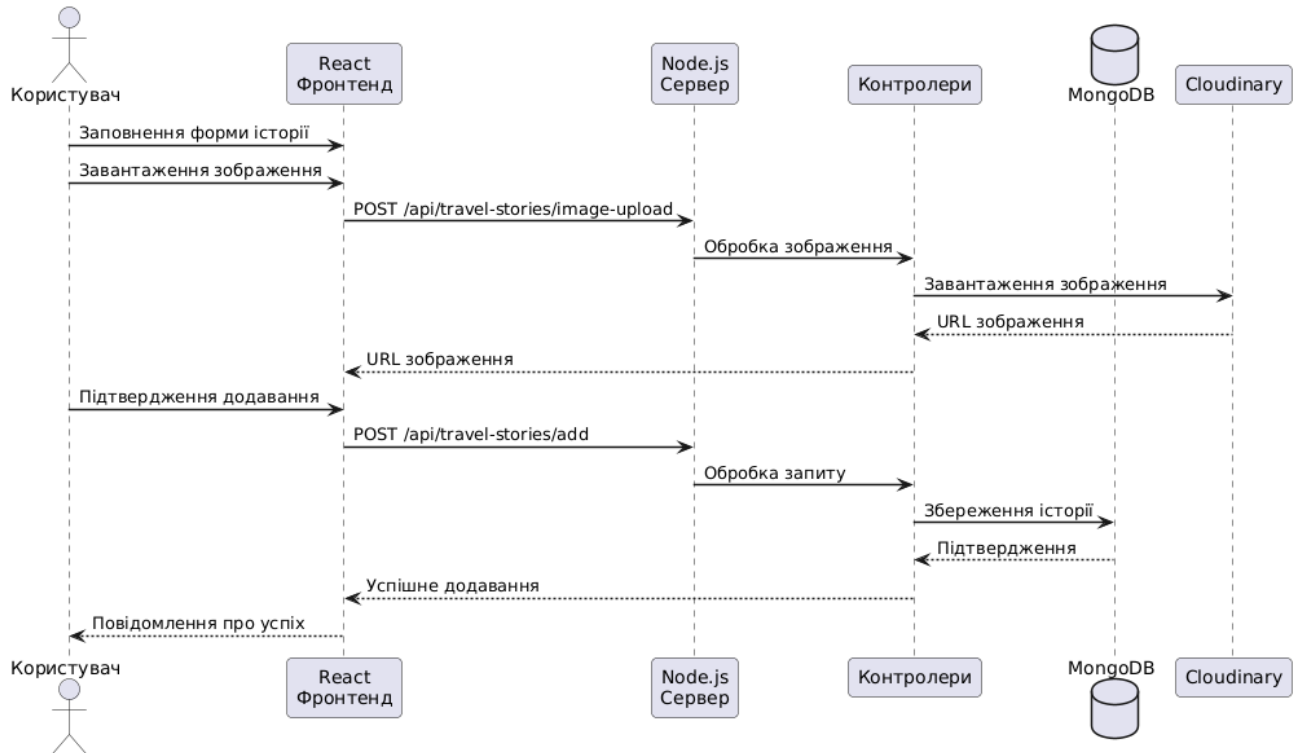 Користувач
React
Фронтенд
Node.js
Сервер
Контролери
MongoDB
Cloudinary
Заповнення форми історії
Завантаження зображення
POST /api/travel-stories/image-upload
Обробка зображення
Завантаження зображення
URL зображення
URL зображення
Підтвердження додавання
POST /api/travel-stories/add
Обробка запиту
Збереження історії
Підтвердження
Успішне додавання
Повідомлення про успіх
Користувач
React
Фронтенд
Node.js
Сервер
Контролери
MongoDB
Cloudinary